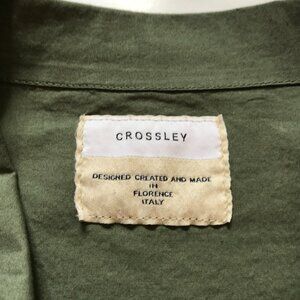 CROSSLEY
DESIGNED CREATED AND MADE
IN
FLORENCE
ITALY